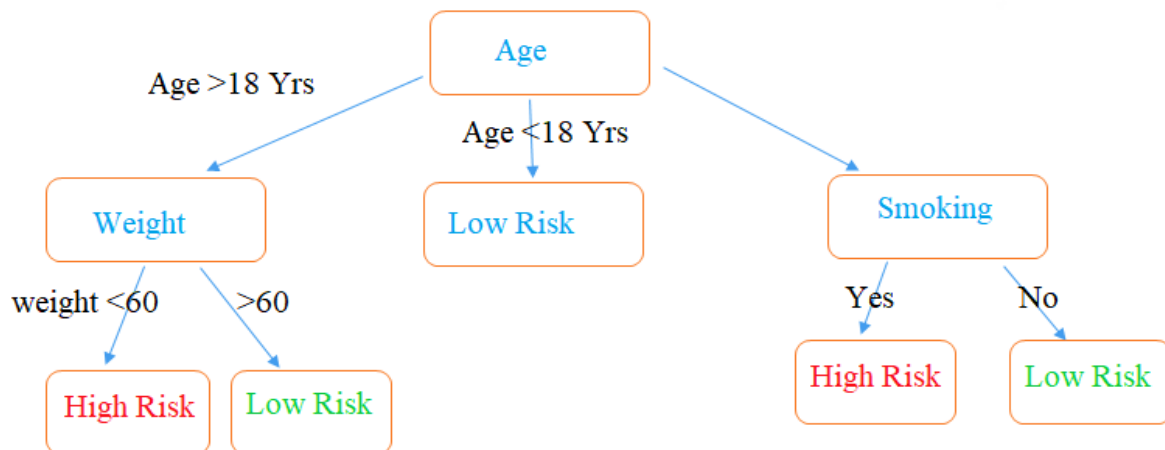 Age
Age >18 Yrs
Age <18 Yrs
Weight
Low Risk
Smoking
weight <60
>60
Yes
No
High Risk
Low Risk
High Risk
Low Risk